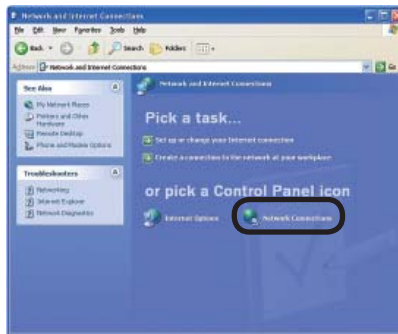 Network and Internet Connections
File Edit View Favorites Tools Help
Back Search Folders
Address Network and Internet Connections Go
See Also
My Network Places
Printers and Other
Hardware
Remote Desktop
Phone and Modem Options
Troubleshooters
Networking
Internet Explorer
Network Diagnostics
Network and Internet Connections
Pick a task...
Set up or change your Internet connection
Create a connection to the network at your workplace
or pick a Control Panel icon
Internet Options
Network Connections